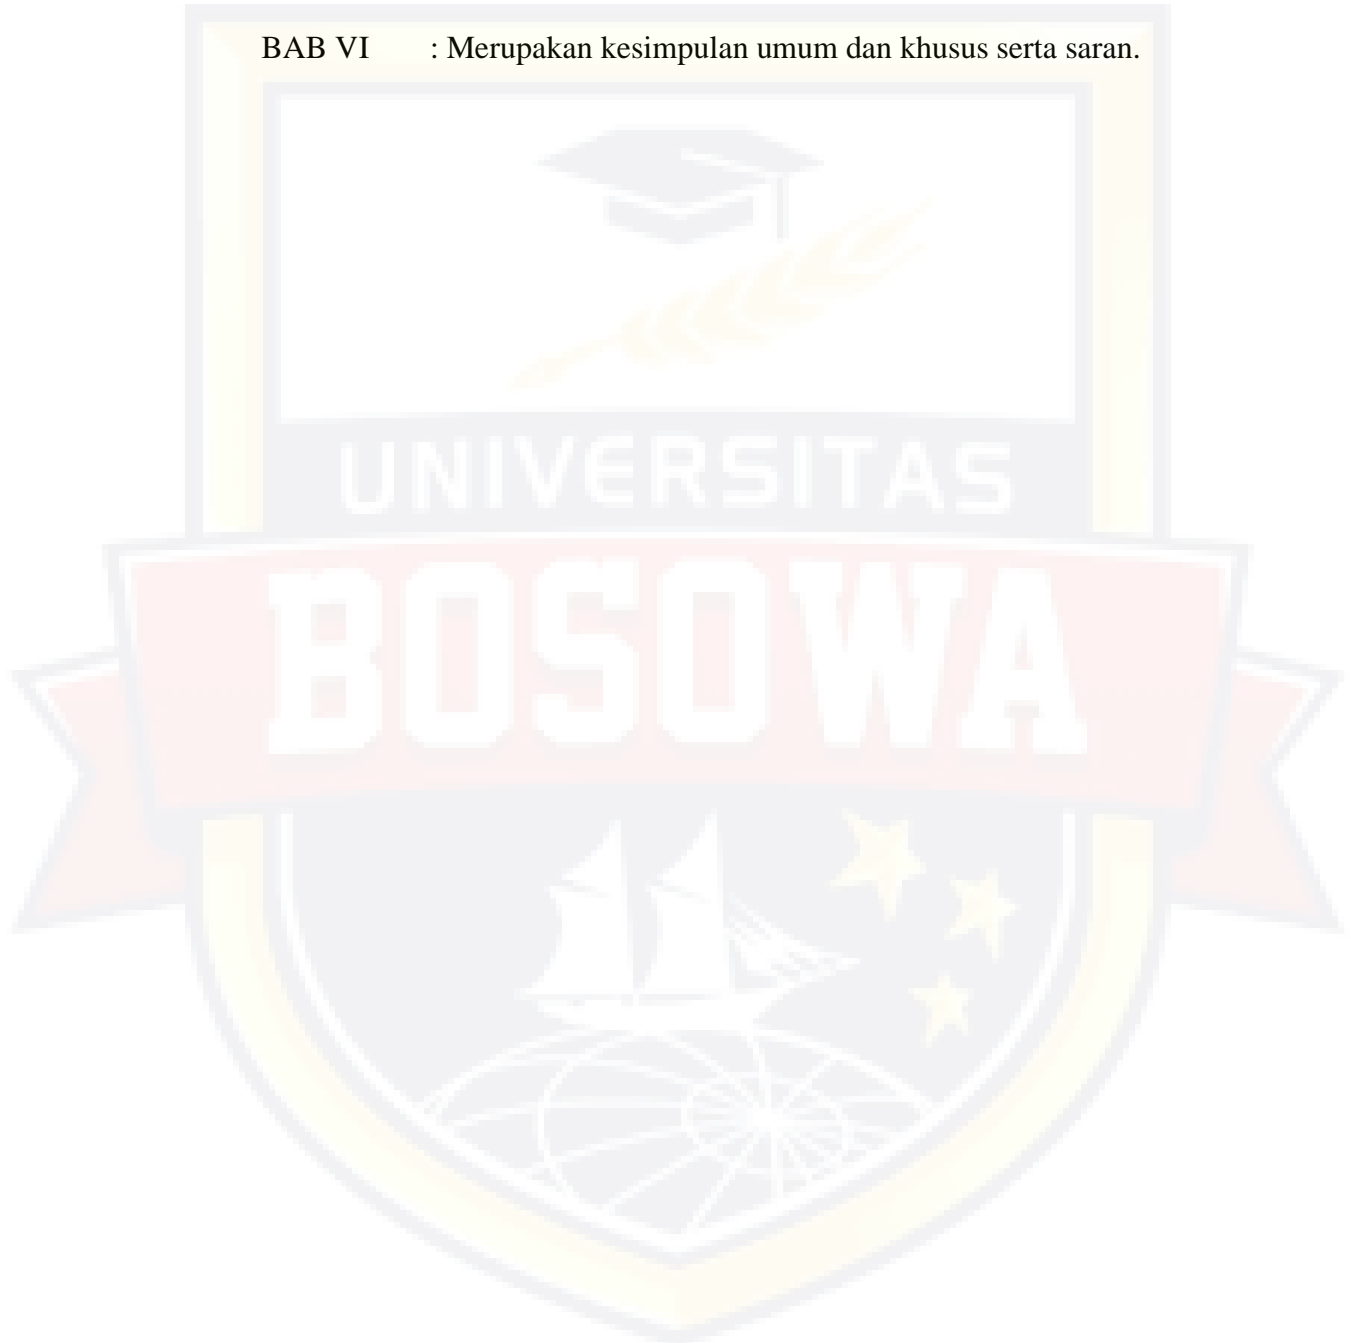 BAB VI : Merupakan kesimpulan umum dan khusus serta saran.
UNIVERSITAS
BOSOWA